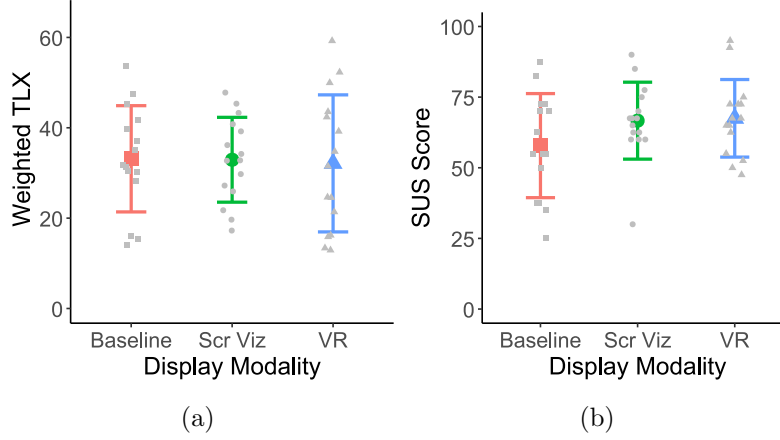 Weighted TLX
60
40
20
0
Baseline
Scr Viz
VR
Display Modality
(a)
SUS Score
100
75
50
25
0
Baseline
Scr Viz
VR
Display Modality
(b)